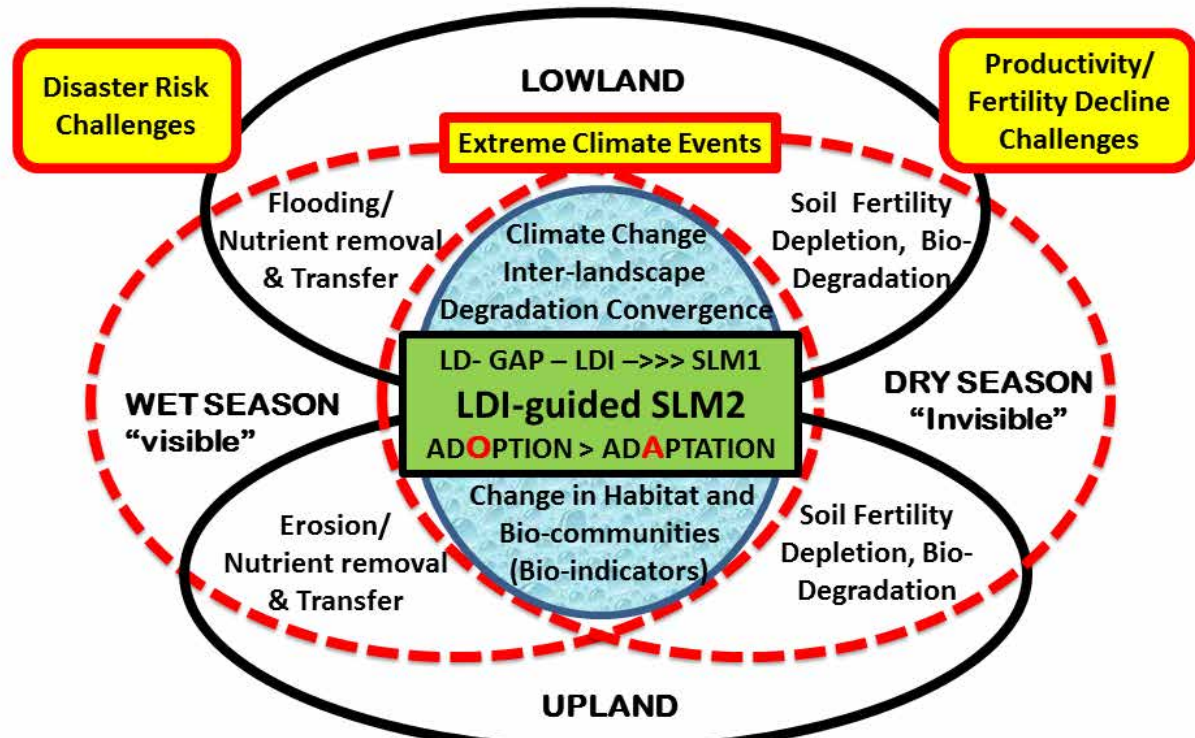 LOWLAND
Disaster Risk
Challenges
Productivity/
Fertility Decline
Challenges
Extreme Climate Events
Flooding/
Nutrient removal
& Transfer
Climate Change
Inter-landscape
Degradation Convergence
Soil Fertility
Depletion, Bio-
Degradation
WET SEASON
“visible”
LD- GAP – LDI –>>> SLM1
LDI-guided SLM2
ADOPTION > ADAPTATION
DRY SEASON
“Invisible”
Erosion/
Nutrient removal
& Transfer
Change in Habitat and
Bio-communities
(Bio-indicators)
Soil Fertility
Depletion, Bio-
Degradation
UPLAND